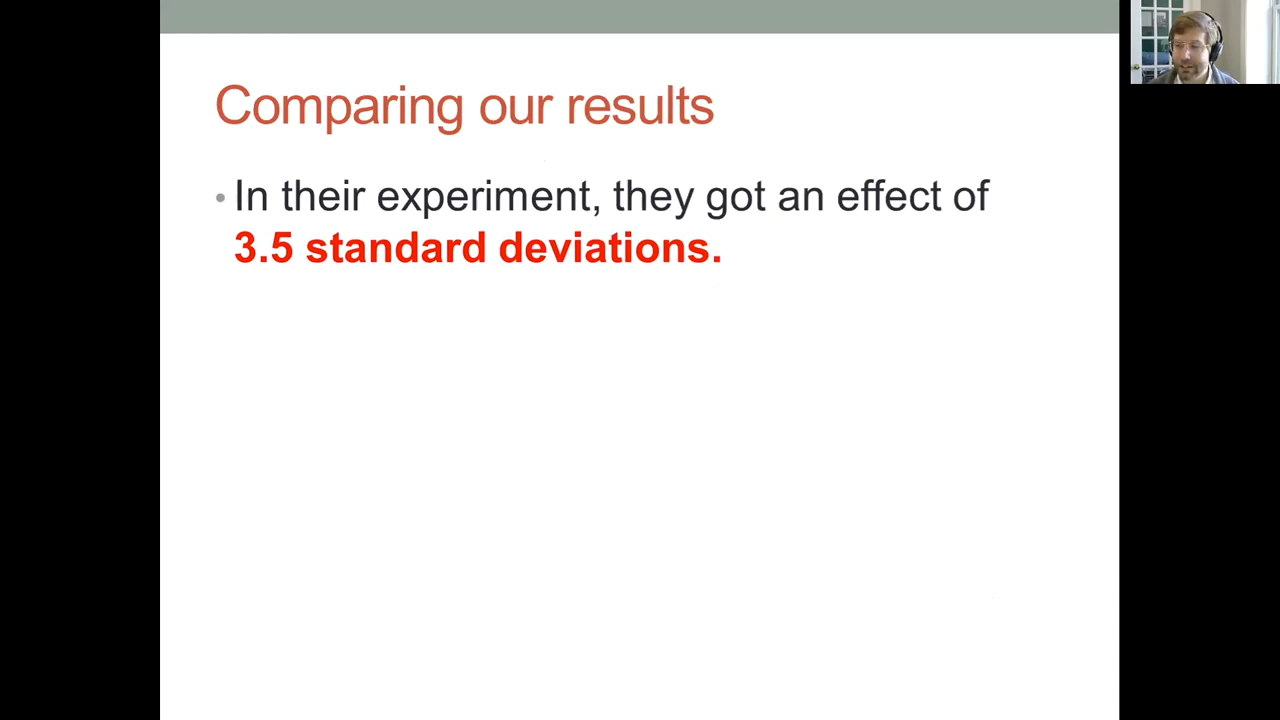 Comparing our results
• In their experiment, they got an effect of
3.5 standard deviations.